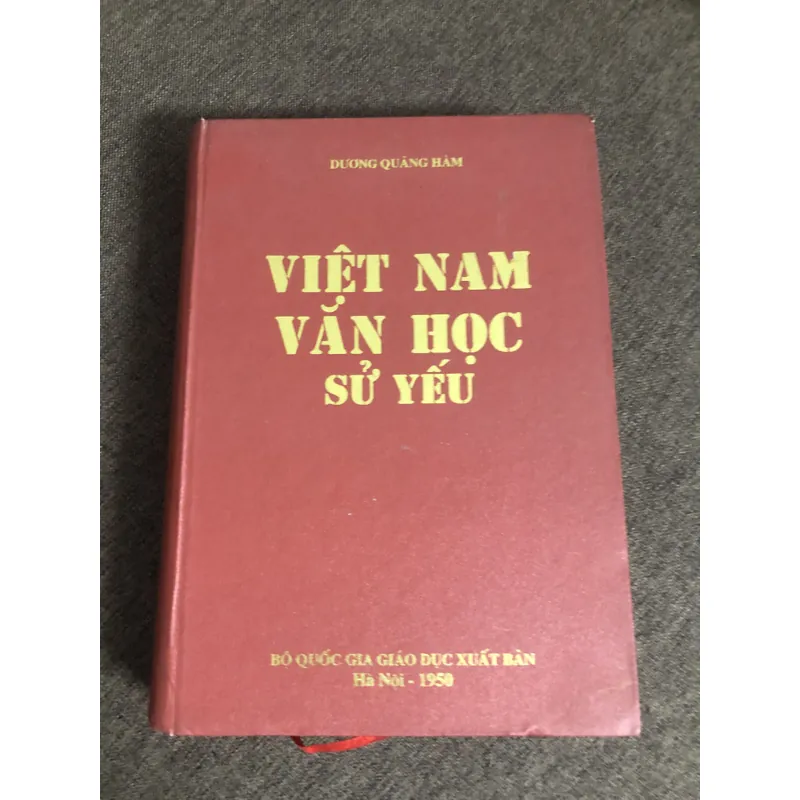 DƯƠNG QUẢNG HÀM
VIỆT NAM
VĂN HỌC
SỬ YẾU
BỘ QUỐC GIA GIÁO DỤC XUẤT BẢN
Hà Nội - 1950